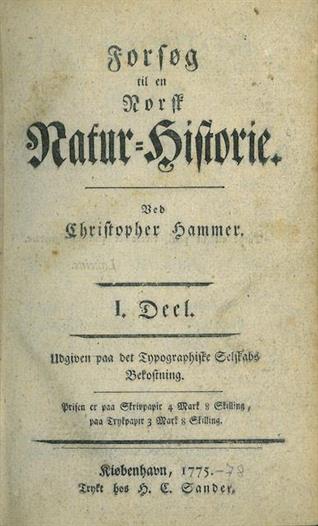 Forsøg
til en
Norsk
Natur-Historie.
Ved
Christopher Hammer.
I. Deel.
Udgiven paa det Typographiske Selskabs
Bekostning.
Prisen er paa Skrivpapir 4 Mark 8 Skilling,
paa Trykpapir 3 Mark 8 Skilling.
Kiøbenhavn, 1775.-78
Trykt hos H. C. Sander.